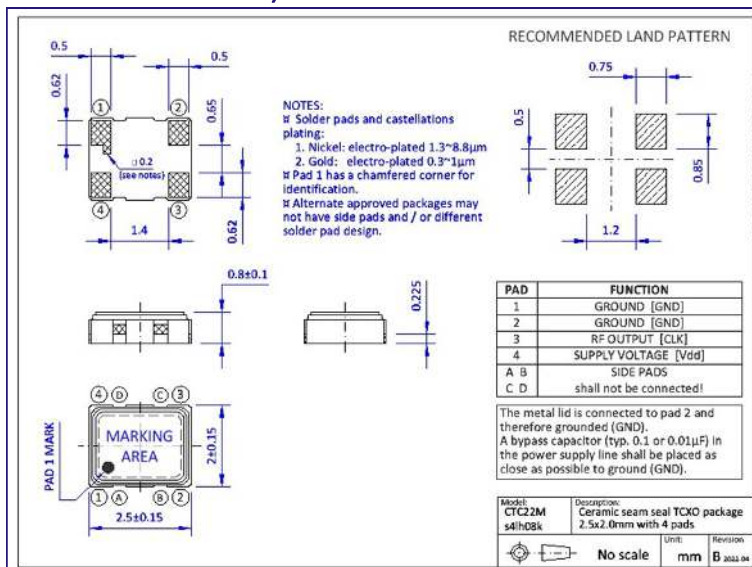 RECOMMENDED LAND PATTERN
0.5
0.5
0.62
0.65
1
2
□ 0.2
(see notes)
4
3
1.4
0.62
NOTES:
¤ Solder pads and castellations
plating:
1. Nickel: electro-plated 1.3~8.8µm
2. Gold: electro-plated 0.3~1µm
¤ Pad 1 has a chamfered corner for
identification.
¤ Alternate approved packages may
not have side pads and / or different
solder pad design.
0.75
0.5
0.85
1.2
0.8±0.1
0.225
PAD FUNCTION
1 GROUND [GND]
2 GROUND [GND]
3 RF OUTPUT [CLK]
4 SUPPLY VOLTAGE [Vdd]
A B SIDE PADS
C D shall not be connected!
4 D C 3
MARKING
AREA
PAD 1 MARK
1 A B 2
2±0.15
2.5±0.15
The metal lid is connected to pad 2 and
therefore grounded (GND).
A bypass capacitor (typ. 0.1 or 0.01µF) in
the power supply line shall be placed as
close as possible to ground (GND).
Model:
CTC22M
s4lh08k
Description:
Ceramic seam seal TCXO package
2.5x2.0mm with 4 pads
No scale
Unit:
mm
Revision
B 2022-04